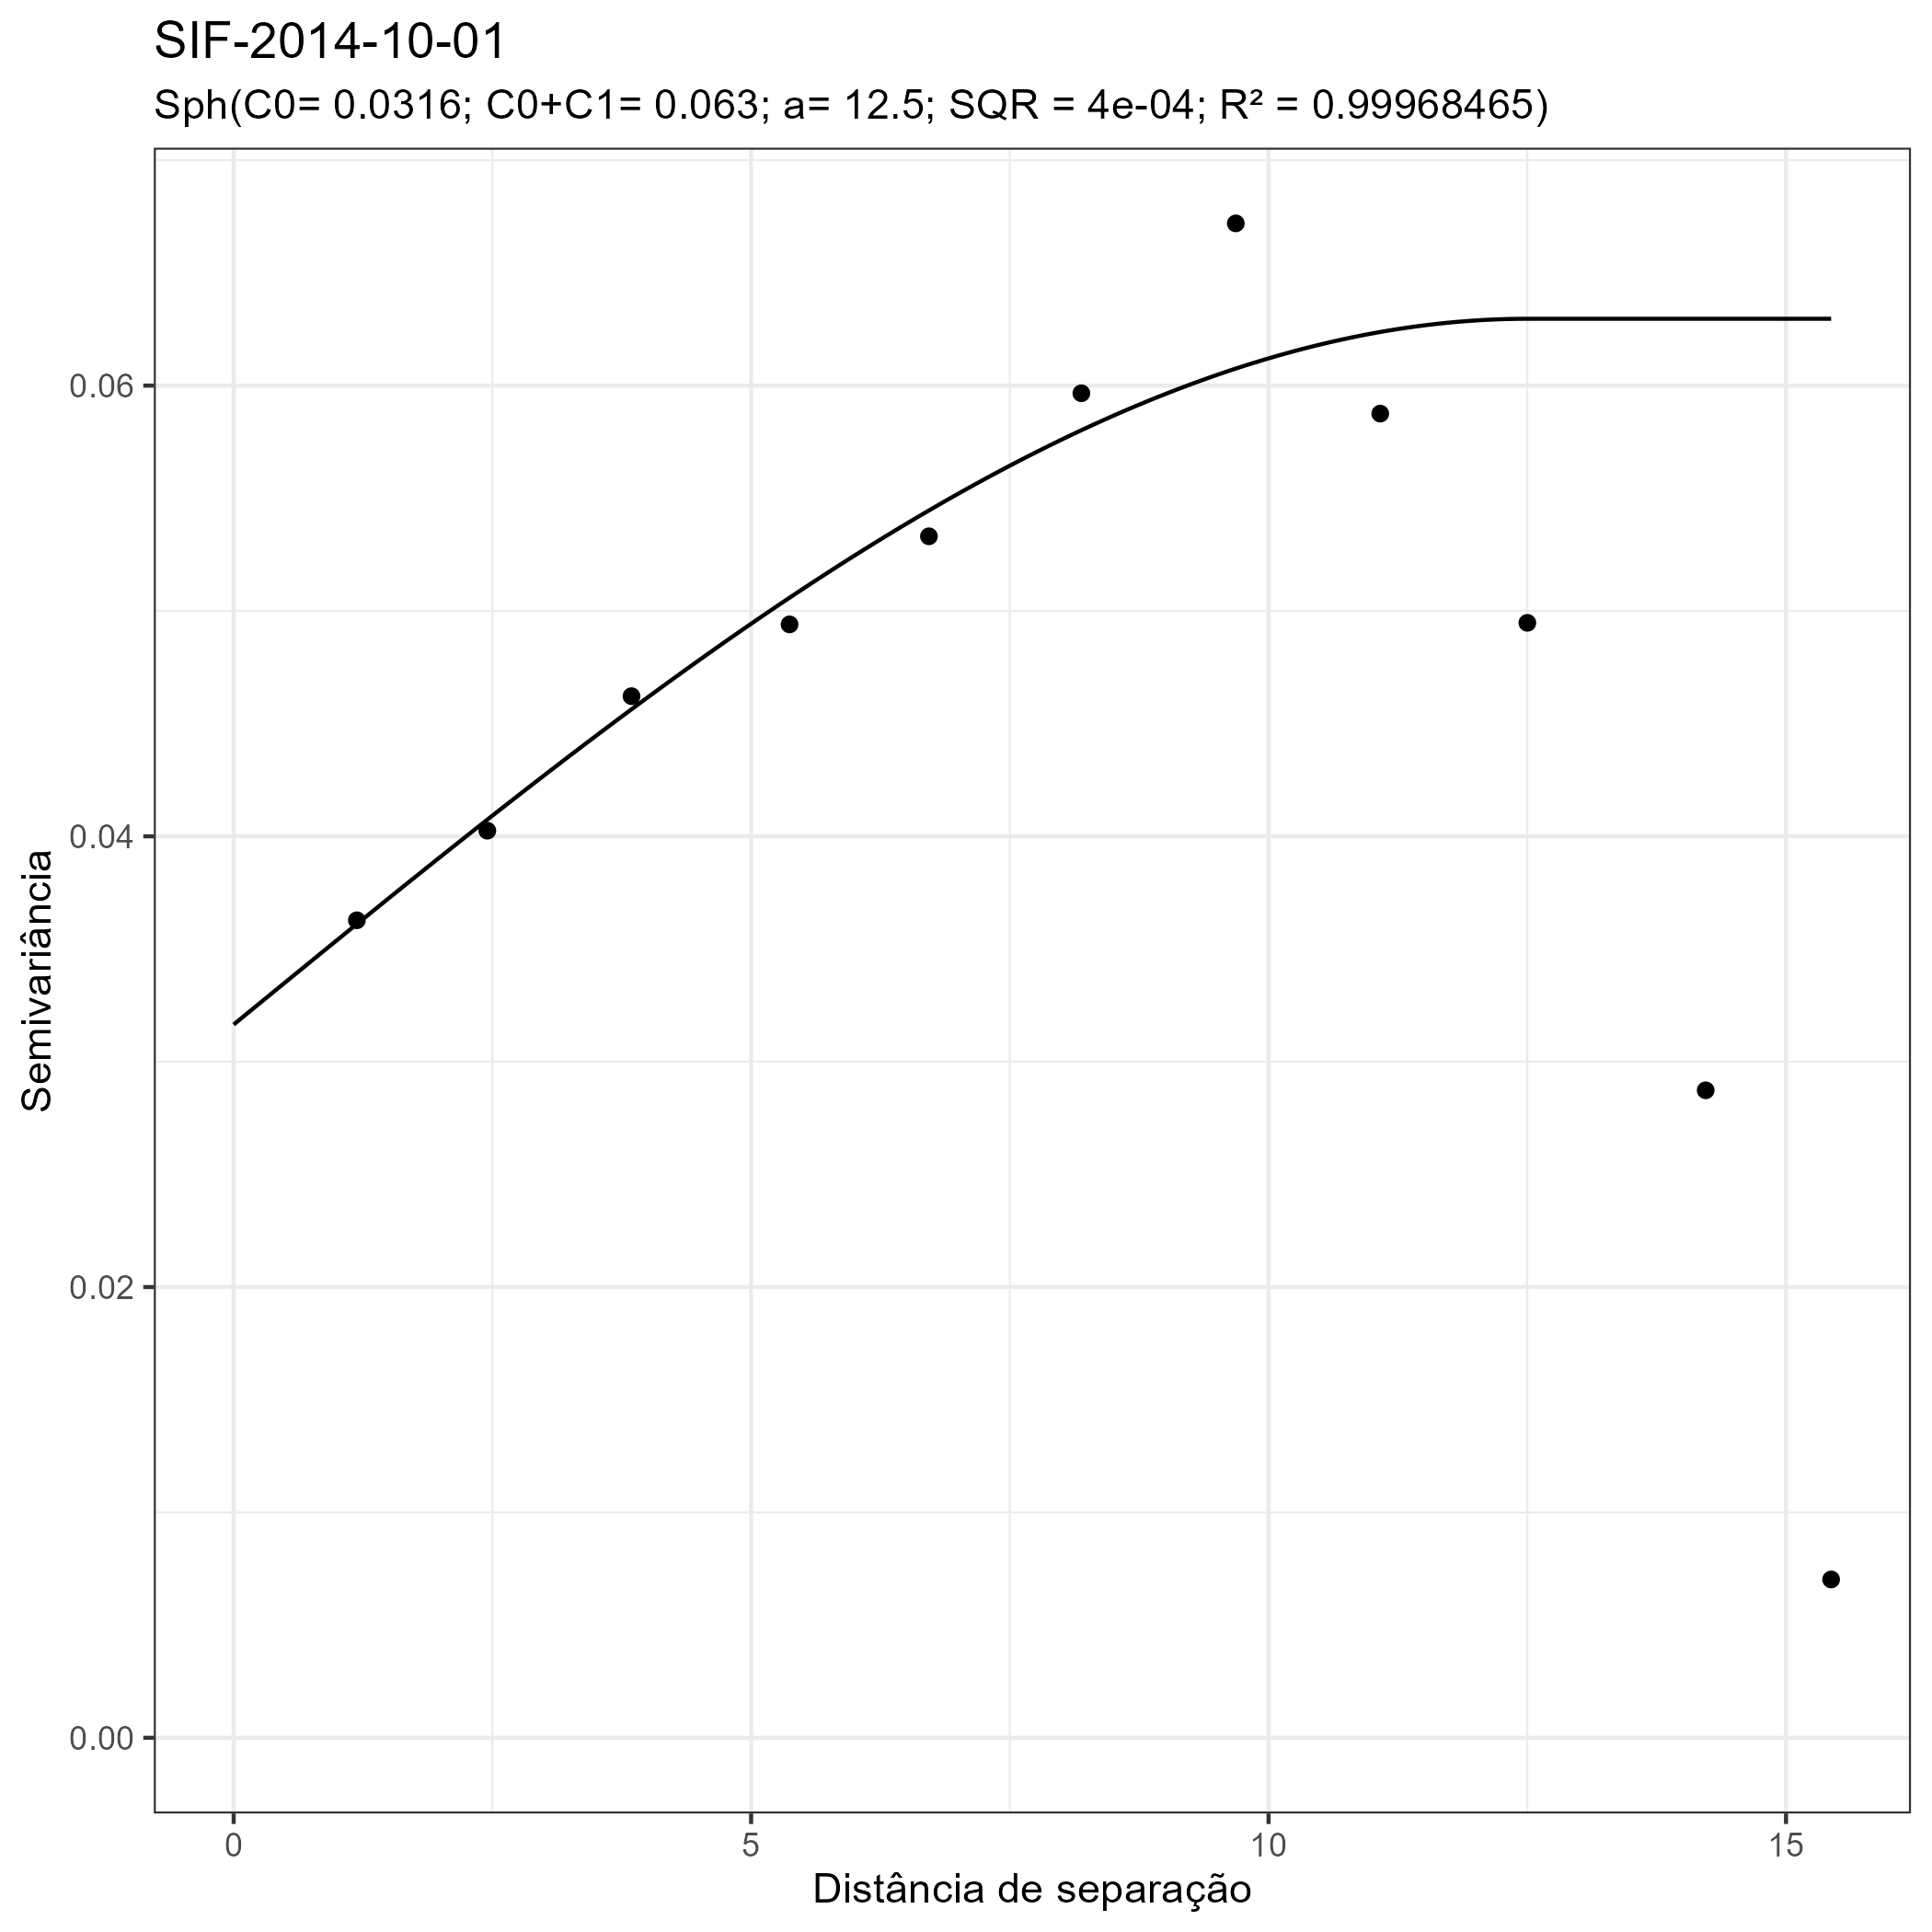 SIF-2014-10-01
Sph(C0= 0.0316; C0+C1= 0.063; a= 12.5; SQR = 4e-04; R² = 0.99968465)
Semivariância
0.06
0.04
0.02
0.00
0 5 10 15
Distância de separação